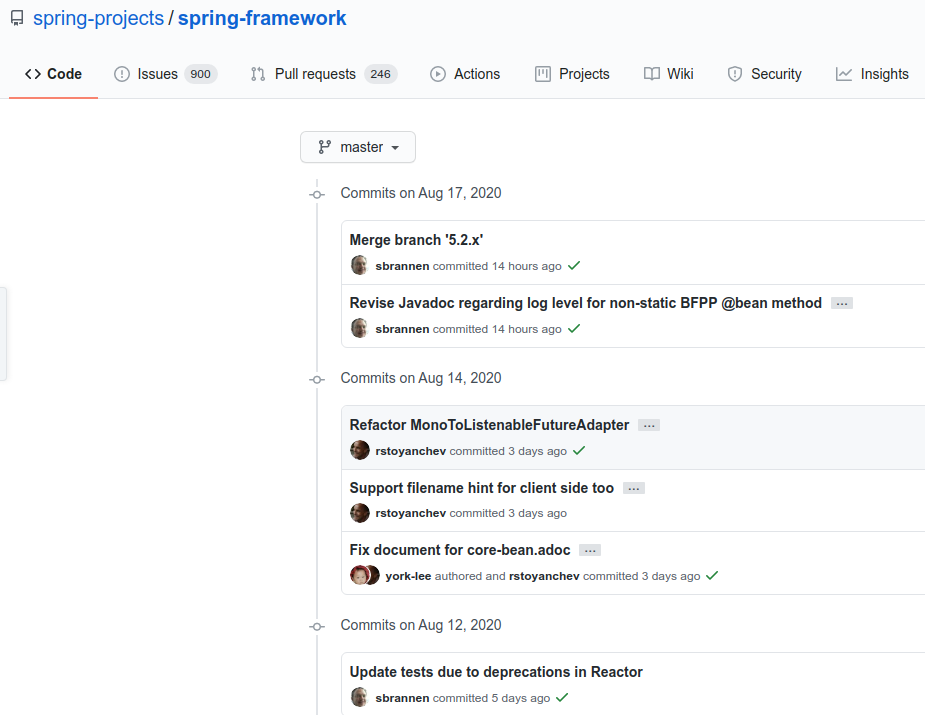 spring-projects / spring-framework
Code Issues 900 Pull requests 246 Actions Projects Wiki Security Insights
master
Commits on Aug 17, 2020
Merge branch '5.2.x'
sbrannen committed 14 hours ago
Revise Javadoc regarding log level for non-static BFPP @bean method ...
sbrannen committed 14 hours ago
Commits on Aug 14, 2020
Refactor MonoToListenableFutureAdapter ...
rstoyanchev committed 3 days ago
Support filename hint for client side too ...
rstoyanchev committed 3 days ago
Fix document for core-bean.adoc ...
york-lee authored and rstoyanchev committed 3 days ago
Commits on Aug 12, 2020
Update tests due to deprecations in Reactor
sbrannen committed 5 days ago